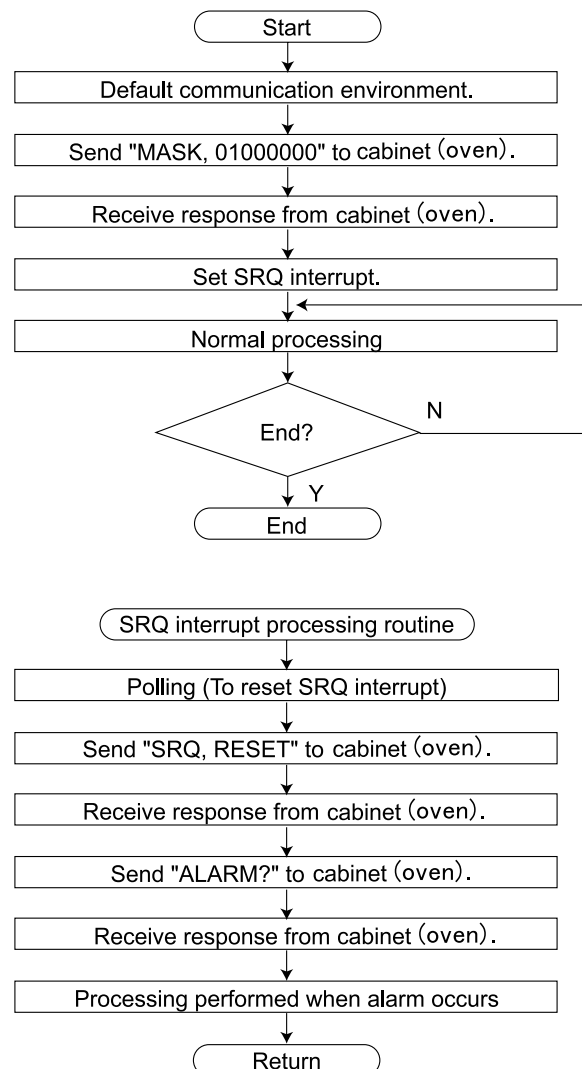 Start
Default communication environment.
Send "MASK, 01000000" to cabinet (oven).
Receive response from cabinet (oven).
Set SRQ interrupt.
Normal processing
End?
N
Y
End
SRQ interrupt processing routine
Polling (To reset SRQ interrupt)
Send "SRQ, RESET" to cabinet (oven).
Receive response from cabinet (oven).
Send "ALARM?" to cabinet (oven).
Receive response from cabinet (oven).
Processing performed when alarm occurs
Return